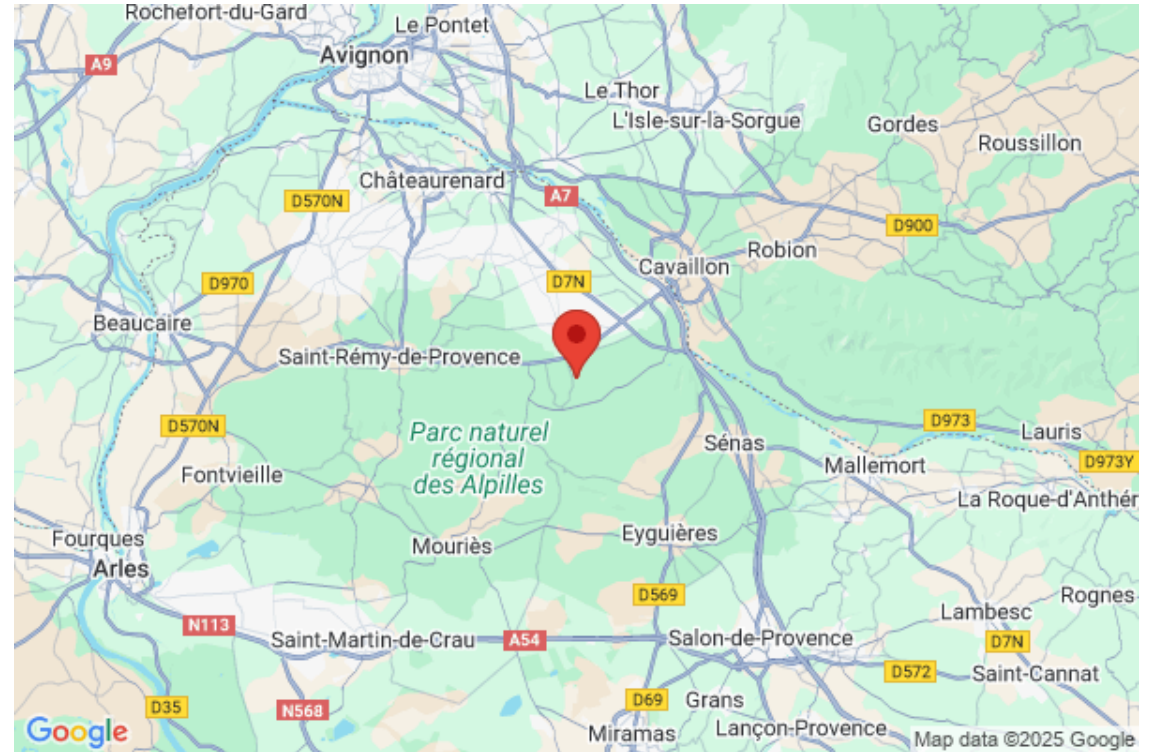 Rochefort-du-Gard
Le Pontet
Avignon
A9
Le Thor
L'Isle-sur-la-Sorgue
Gordes
Roussillon
Châteaurenard
D570N
A7
D900
Robion
Cavaillon
D7N
D970
Beaucaire
Saint-Rémy-de-Provence
D570N
Parc naturel
régional
des Alpilles
D973
Lauris
Sénas
D973Y
Mallemort
Fontvieille
La Roque-d'Anthér
Fourques
Eyguières
Mouriès
Arles
D569
Rognes
Lambesc
N113
Saint-Martin-de-Crau
A54
Salon-de-Provence
D7N
D572
Saint-Cannat
D35
N568
D69
Grans
Lançon-Provence
Miramas
Google
Map data ©2025 Google